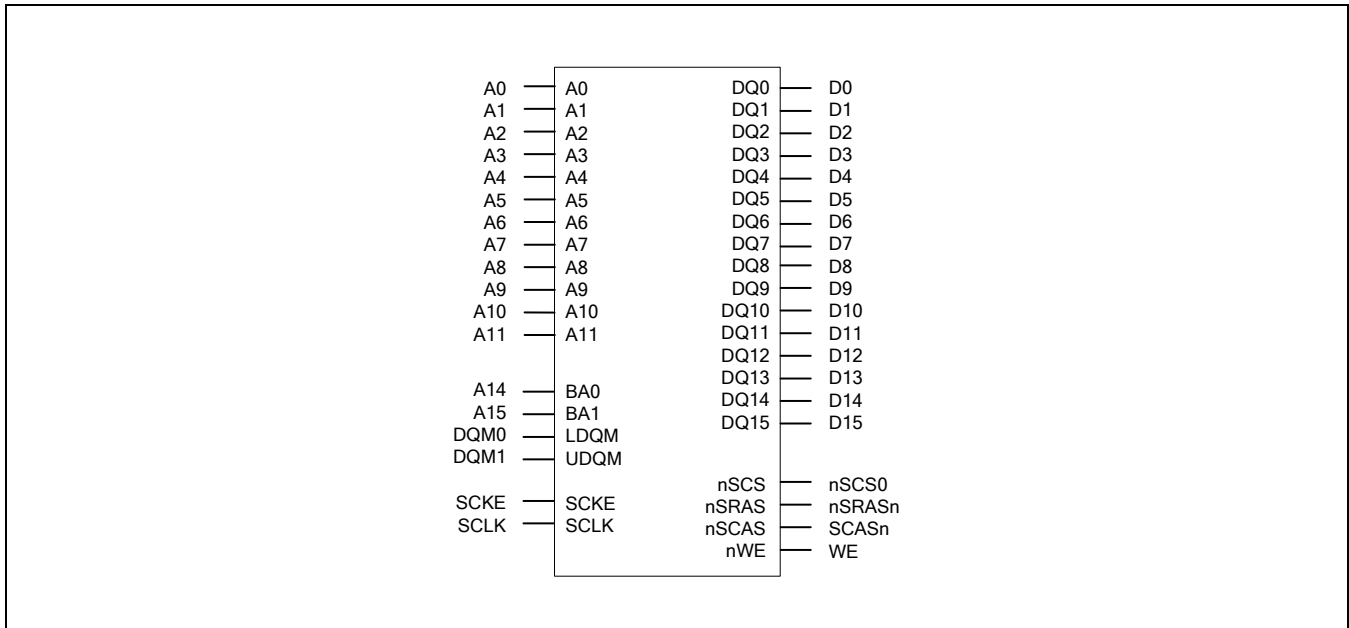 A0 A0 DQ0 D0
A1 A1 DQ1 D1
A2 A2 DQ2 D2
A3 A3 DQ3 D3
A4 A4 DQ4 D4
A5 A5 DQ5 D5
A6 A6 DQ6 D6
A7 A7 DQ7 D7
A8 A8 DQ8 D8
A9 A9 DQ9 D9
A10 A10 DQ10 D10
A11 A11 DQ11 D11
DQ12 D12
DQ13 D13
A14 BA0 DQ14 D14
A15 BA1 DQ15 D15
DQM0 LDQM
DQM1 UDQM
nSCS nSCS0
SCKE SCKE nSRAS nSRASn
SCLK SCLK nSCAS SCASn
nWE WE